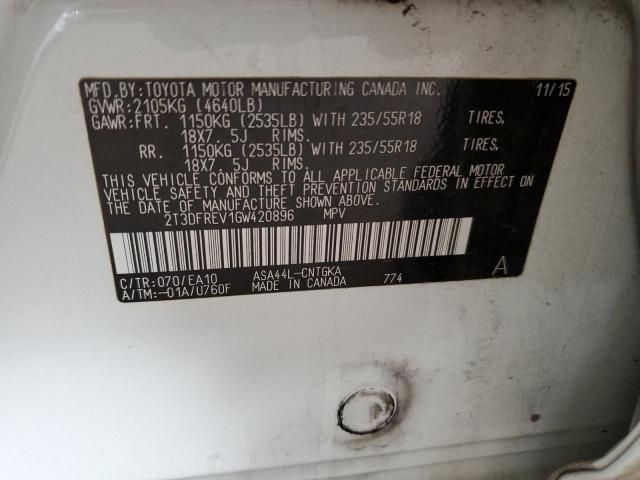 MFD.BY:TOYOTA MOTOR MANUFACTURING CANADA INC. 11/15
GVWR:2105KG (4640LB)
GAWR:FRT. 1150KG (2535LB) WITH 235/55R18 TIRES,
18X7. 5J RIMS.
RR. 1150KG (2535LB) WITH 235/55R18 TIRES,
18X7. 5J RIMS.
THIS VEHICLE CONFORMS TO ALL APPLICABLE FEDERAL MOTOR
VEHICLE SAFETY AND THEFT PREVENTION STANDARDS IN EFFECT ON
THE DATE OF MANUFACTURE SHOWN ABOVE.
2T3DFREV1GW420896 MPV
C/TR:070/EA10 ASA44L-CNTGKA A
A/TM:-01A/U760F MADE IN CANADA 774